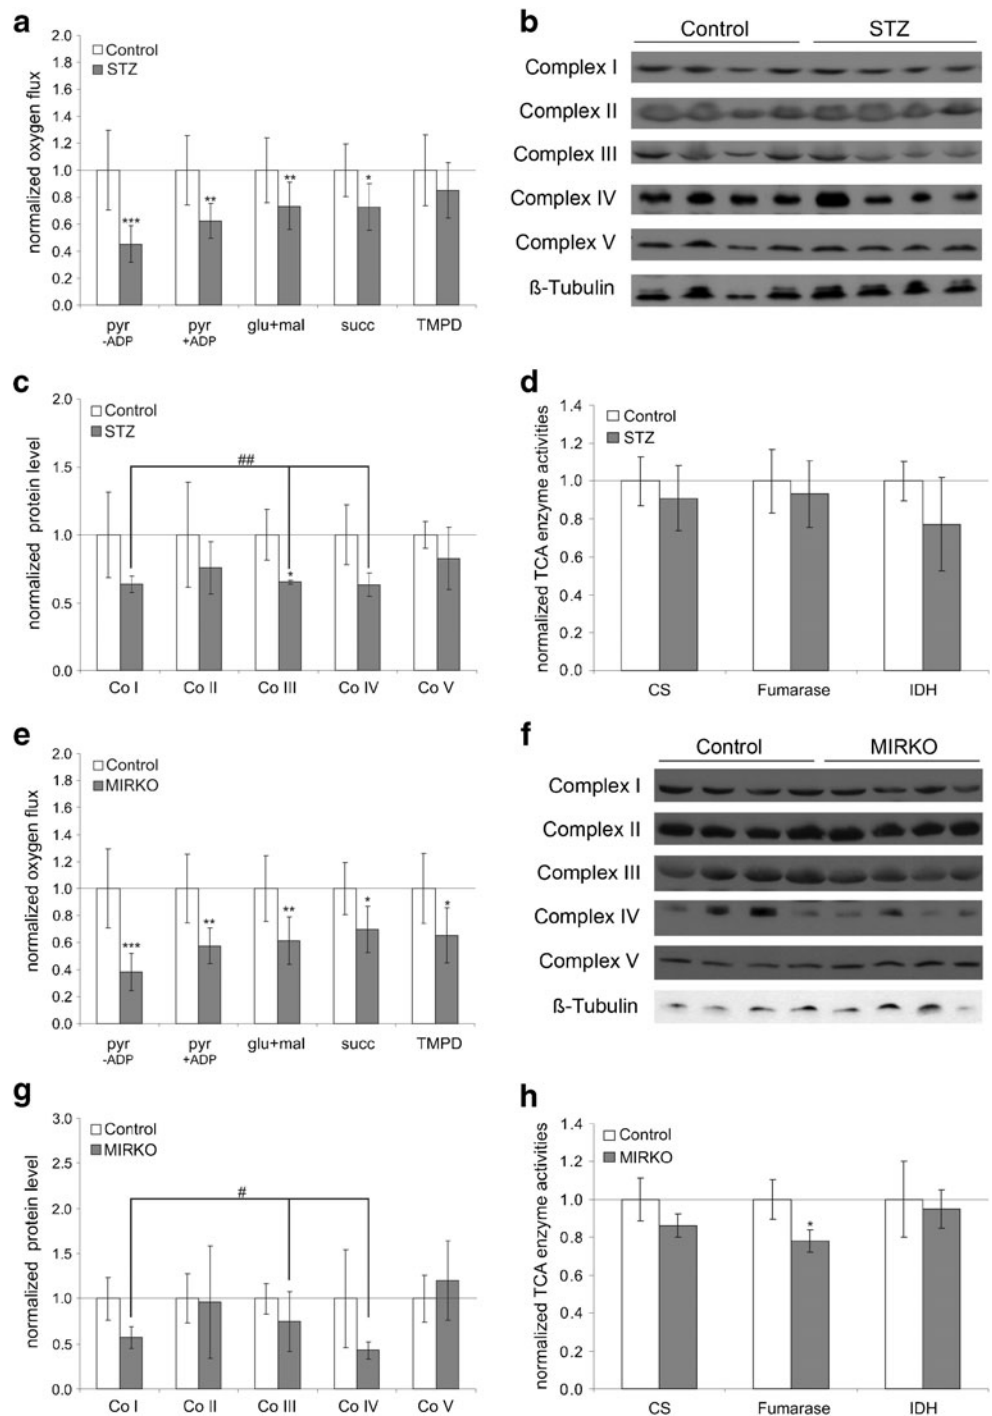 a
normalized oxygen flux
2.0
1.8
1.6
1.4
1.2
1.0
0.8
0.6
0.4
0.2
0.0
Control
STZ
***
**
**
*
pyr -ADP
pyr +ADP
glu+mal
succ
TMPD
b
Control STZ
Complex I
Complex II
Complex III
Complex IV
Complex V
ß-Tubulin
c
normalized protein level
2.0
1.5
1.0
0.5
0.0
Control
STZ
##
*
Co I
Co II
Co III
Co IV
Co V
d
normalized TCA enzyme activities
1.4
1.2
1.0
0.8
0.6
0.4
0.2
0.0
Control
STZ
CS
Fumarase
IDH
e
normalized oxygen flux
2.0
1.8
1.6
1.4
1.2
1.0
0.8
0.6
0.4
0.2
0.0
Control
MIRKO
***
**
**
*
*
pyr -ADP
pyr +ADP
glu+mal
succ
TMPD
f
Control MIRKO
Complex I
Complex II
Complex III
Complex IV
Complex V
ß-Tubulin
g
normalized protein level
3.0
2.5
2.0
1.5
1.0
0.5
0.0
Control
MIRKO
#
Co I
Co II
Co III
Co IV
Co V
h
normalized TCA enzyme activities
1.4
1.2
1.0
0.8
0.6
0.4
0.2
0.0
Control
MIRKO
*
CS
Fumarase
IDH